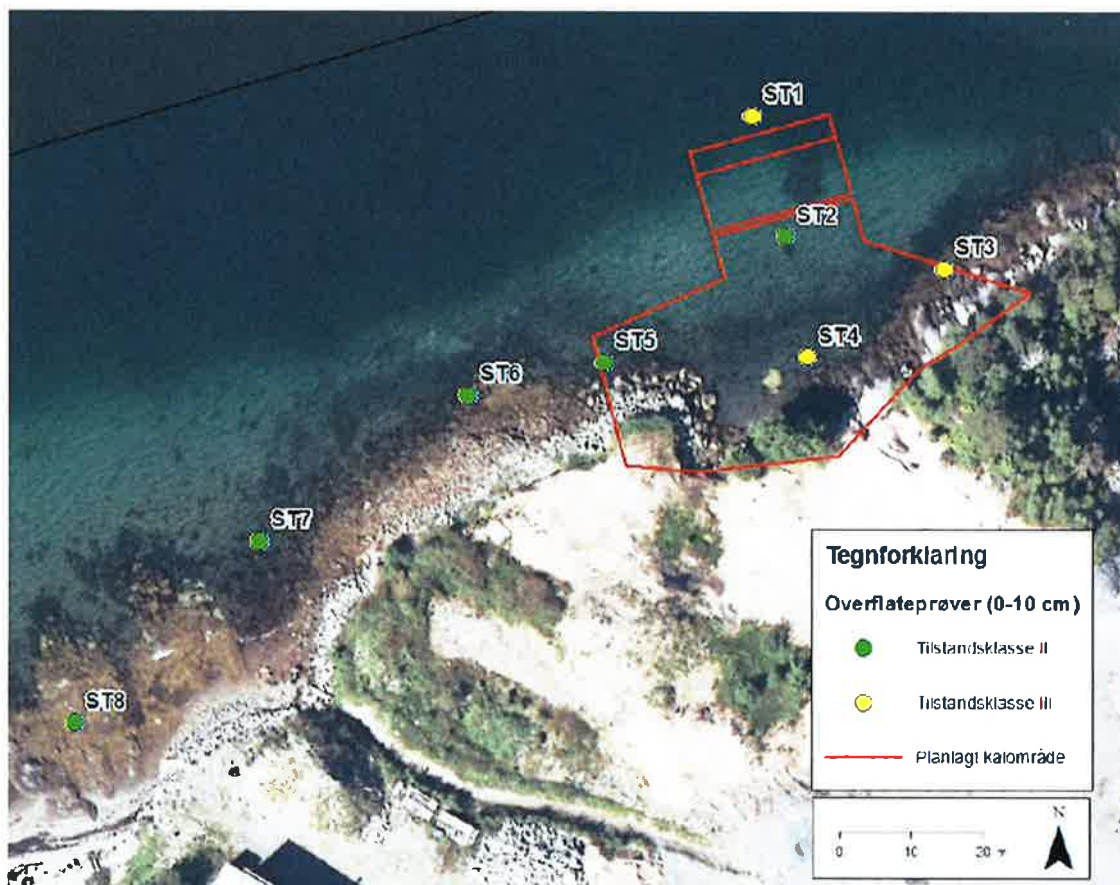 ST1
ST2
ST3
ST4
ST5
ST6
ST7
ST8
Tegnforklaring
Overflateprøver (0-10 cm)
Tilstandsklasse II
Tilstandsklasse III
Planlagt kaiområde
N
0 10 20